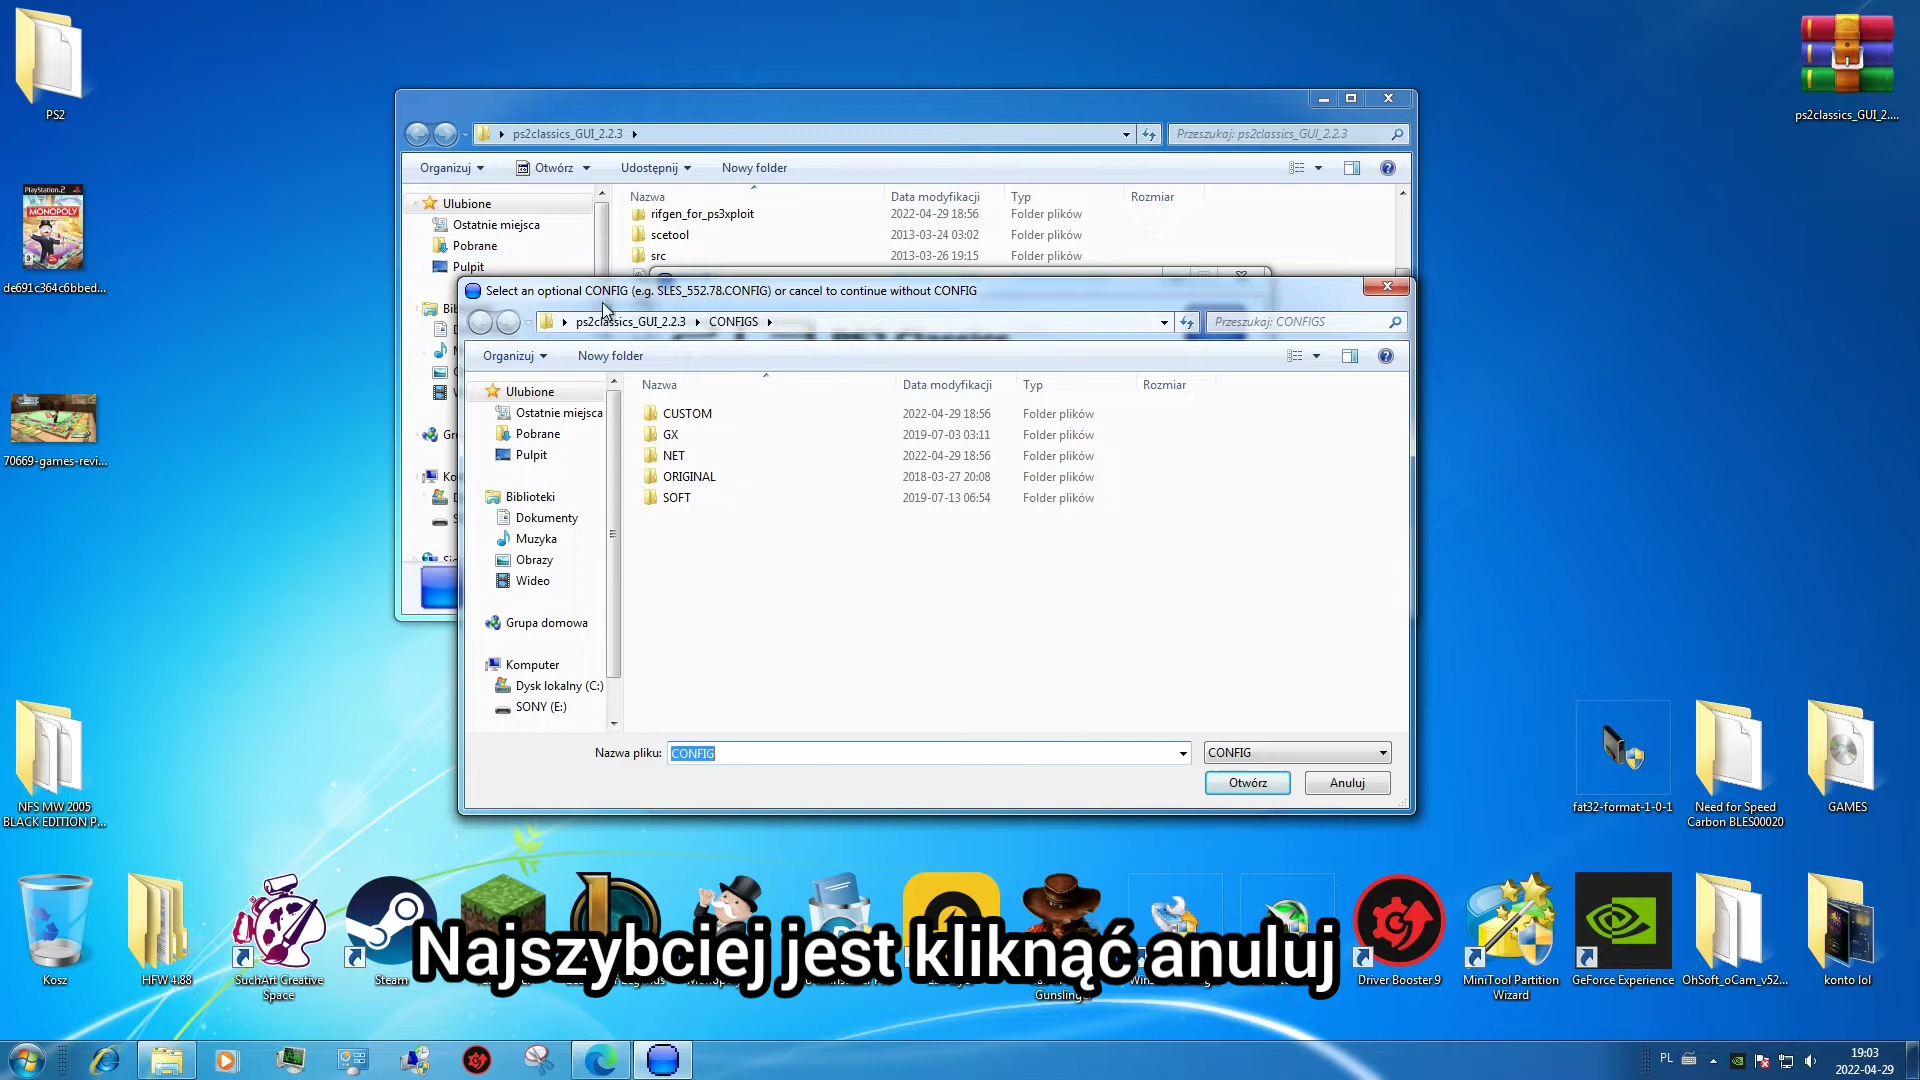 PS2
ps2classics_GUI_2....
ps2classics_GUI_2.2.3
Przeszukaj: ps2classics_GUI_2.2.3
Organizuj
Otwórz
Udostępnij
Nowy folder
Ulubione
Ostatnie miejsca
Pobrane
Pulpit
Nazwa
Data modyfikacji
Typ
Rozmiar
rifgen_for_ps3xploit
2022-04-29 18:56
Folder plików
scetool
2013-03-24 03:02
Folder plików
src
2013-03-26 19:15
Folder plików
PlayStation.2
MONOPOLY
de691c364c6bbed...
Select an optional CONFIG (e.g. SLES_552.78.CONFIG) or cancel to continue without CONFIG
ps2classics_GUI_2.2.3
CONFIGS
Przeszukaj: CONFIGS
Organizuj
Nowy folder
Ulubione
Ostatnie miejsca
Pobrane
Pulpit
Biblioteki
Dokumenty
Muzyka
Obrazy
Wideo
Grupa domowa
Komputer
Dysk lokalny (C:)
SONY (E:)
Nazwa
Data modyfikacji
Typ
Rozmiar
CUSTOM
2022-04-29 18:56
Folder plików
GX
2019-07-03 03:11
Folder plików
NET
2022-04-29 18:56
Folder plików
ORIGINAL
2018-03-27 20:08
Folder plików
SOFT
2019-07-13 06:54
Folder plików
Nazwa pliku:
CONFIG
CONFIG
Otwórz
Anuluj
70669-games-revi...
NFS MW 2005
BLACK EDITION P...
fat32-format-1-0-1
Need for Speed
Carbon BLES00020
GAMES
Najszybciej jest kliknąć anuluj
Kosz
HFW 4.88
SuchArt Creative
Space
Steam
Gunslinger
Driver Booster 9
MiniTool Partition
Wizard
GeForce Experience
OhSoft_oCam_v52...
konto lol
PL
19:03
2022-04-29